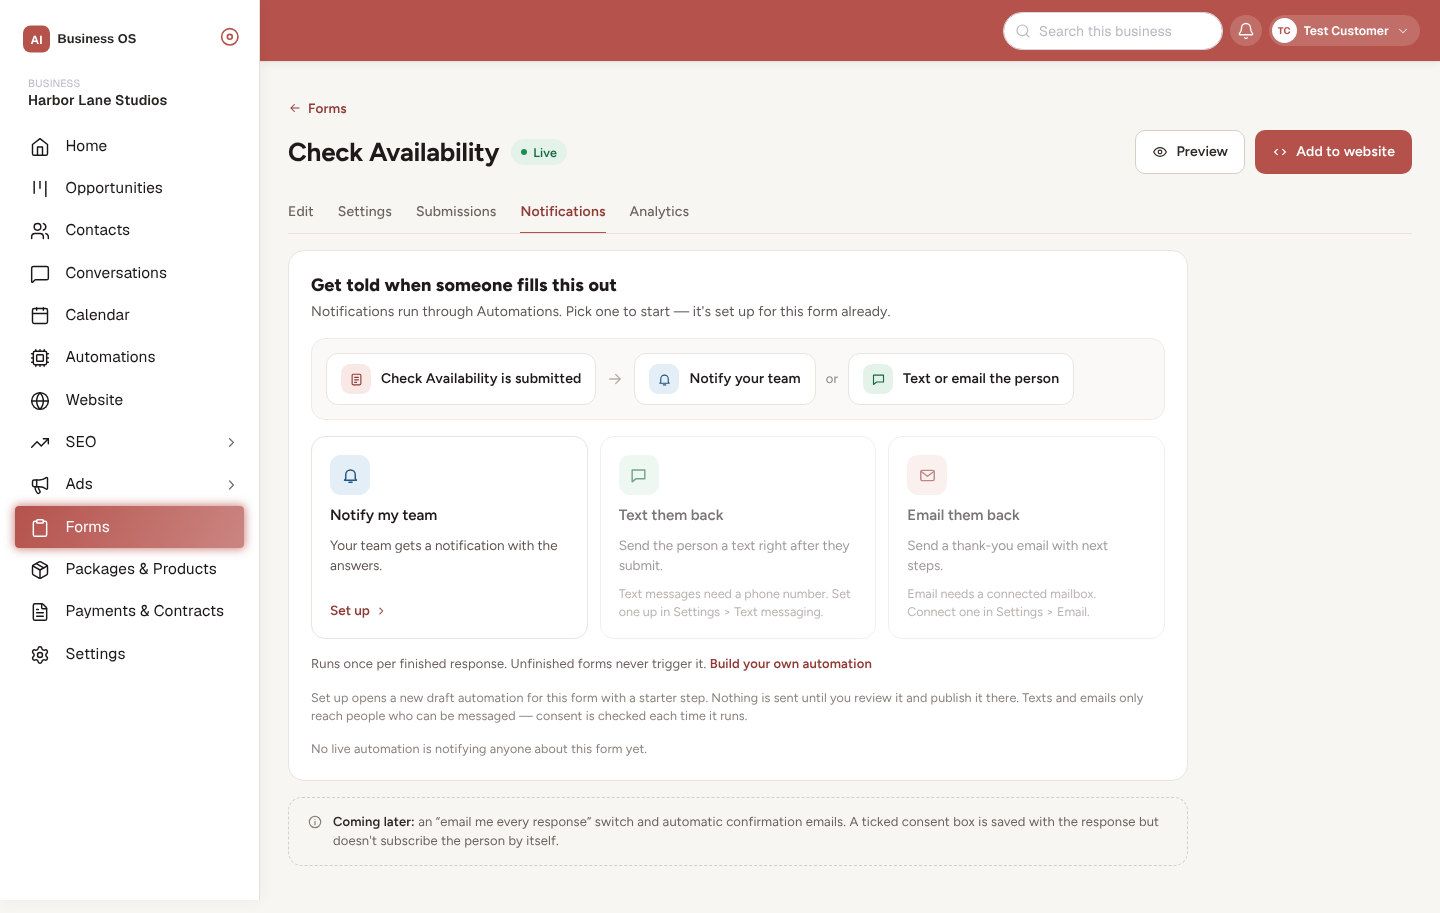 AI Business OS
BUSINESS
Harbor Lane Studios
Home
Opportunities
Contacts
Conversations
Calendar
Automations
Website
SEO
Ads
Forms
Packages & Products
Payments & Contracts
Settings
Search this business
TC Test Customer
Forms
Check Availability
Live
Preview
Add to website
Edit Settings Submissions Notifications Analytics
Get told when someone fills this out
Notifications run through Automations. Pick one to start — it's set up for this form already.
Check Availability is submitted → Notify your team or Text or email the person
Notify my team
Your team gets a notification with the
answers.
Set up
Text them back
Send the person a text right after they
submit.
Text messages need a phone number. Set
one up in Settings > Text messaging.
Email them back
Send a thank-you email with next
steps.
Email needs a connected mailbox.
Connect one in Settings > Email.
Runs once per finished response. Unfinished forms never trigger it. Build your own automation
Set up opens a new draft automation for this form with a starter step. Nothing is sent until you review it and publish it there. Texts and emails only
reach people who can be messaged — consent is checked each time it runs.
No live automation is notifying anyone about this form yet.
Coming later: an “email me every response” switch and automatic confirmation emails. A ticked consent box is saved with the response but
doesn't subscribe the person by itself.